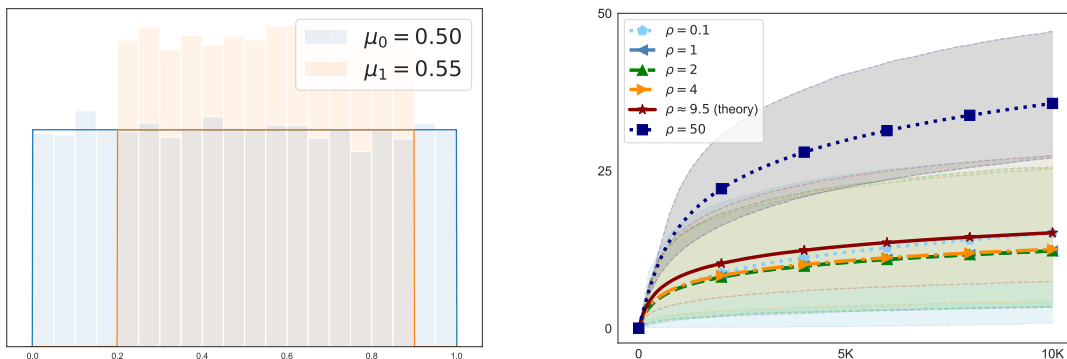 μ₀ = 0.50
μ₁ = 0.55
0.0 0.2 0.4 0.6 0.8 1.0
50
25
0
ρ = 0.1
ρ = 1
ρ = 2
ρ = 4
ρ ≈ 9.5 (theory)
ρ = 50
0 5K 10K